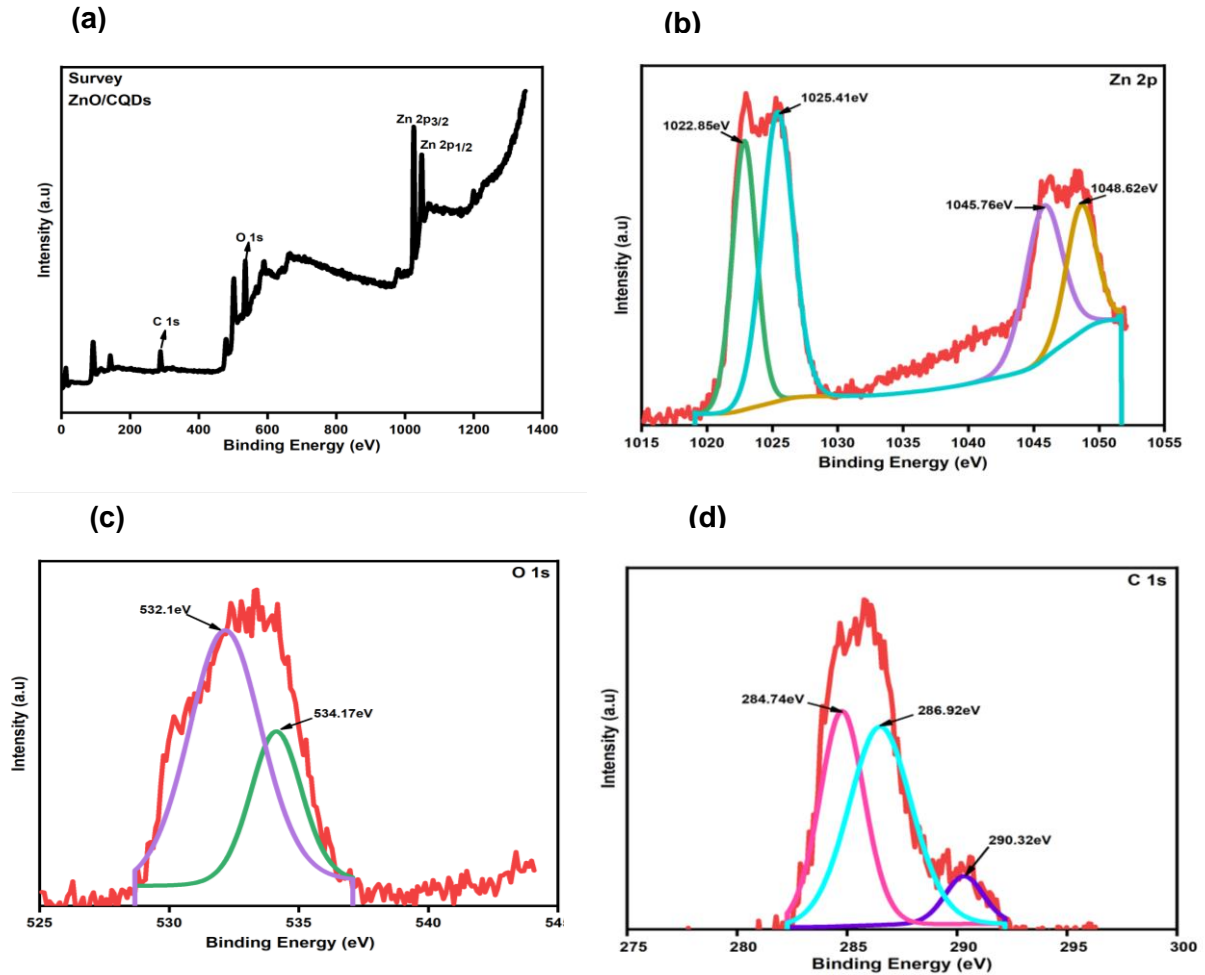 (a)
Survey
ZnO/CQDs
Zn 2p3/2
Zn 2p1/2
O 1s
C 1s
Intensity (a.u)
0 200 400 600 800 1000 1200 1400
Binding Energy (eV)
(b)
Zn 2p
1025.41eV
1022.85eV
1048.62eV
1045.76eV
Intensity (a.u)
1015 1020 1025 1030 1035 1040 1045 1050 1055
Binding Energy (eV)
(c)
O 1s
532.1eV
534.17eV
Intensity (a.u)
525 530 535 540 545
Binding Energy (eV)
(d)
C 1s
284.74eV
286.92eV
290.32eV
Intensity (a.u)
275 280 285 290 295 300
Binding Energy (eV)